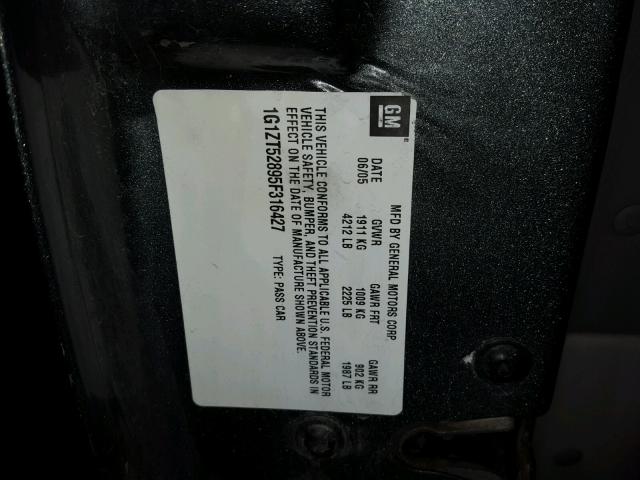 GM
MFD BY GENERAL MOTORS CORP
DATE GVWR GAWR FRT GAWR RR
06/05 1911 KG 1009 KG 902 KG
4212 LB 2225 LB 1987 LB
THIS VEHICLE CONFORMS TO ALL APPLICABLE U.S. FEDERAL MOTOR
VEHICLE SAFETY, BUMPER, AND THEFT PREVENTION STANDARDS IN
EFFECT ON THE DATE OF MANUFACTURE SHOWN ABOVE.
1G1ZT52895F316427 TYPE: PASS CAR